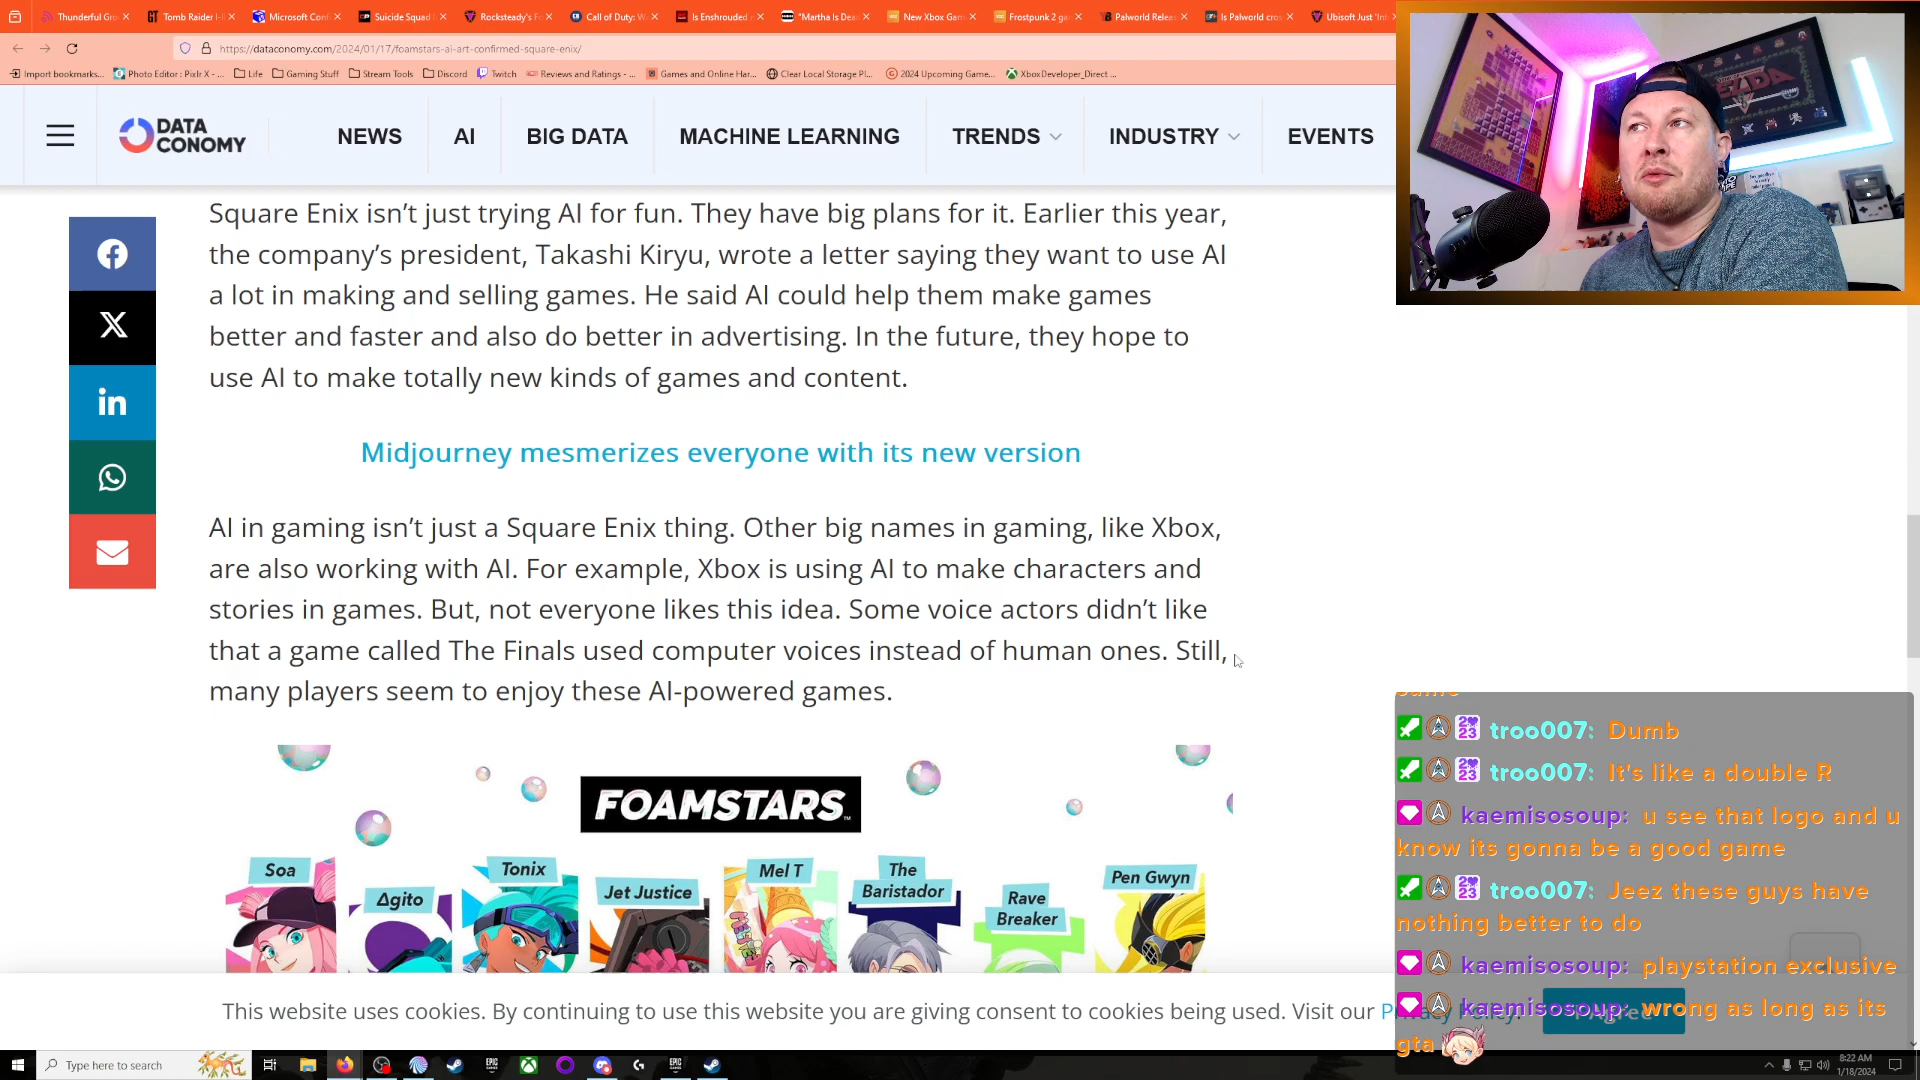 Thunderful Gro
Tomb Raider I-II
Microsoft Conf
Suicide Squad
Rocksteady's Fo
Call of Duty: W
Is Enshrouded
"Martha Is Dea
New Xbox Gam
Frostpunk 2 ga
Palworld Relea
Is Palworld cros
Ubisoft Just 'In
https://dataconomy.com/2024/01/17/foamstars-ai-art-confirmed-square-enix/
Import bookmarks...
Photo Editor : Pixlr X - ...
Life
Gaming Stuff
Stream Tools
Discord
Twitch
Reviews and Ratings - ...
Games and Online Har...
Clear Local Storage Pl...
2024 Upcoming Game...
XboxDeveloper_Direct ...
DATA
CONOMY
NEWS
AI
BIG DATA
MACHINE LEARNING
TRENDS
INDUSTRY
EVENTS
Square Enix isn’t just trying AI for fun. They have big plans for it. Earlier this year,
the company’s president, Takashi Kiryu, wrote a letter saying they want to use AI
a lot in making and selling games. He said AI could help them make games
better and faster and also do better in advertising. In the future, they hope to
use AI to make totally new kinds of games and content.
Midjourney mesmerizes everyone with its new version
AI in gaming isn’t just a Square Enix thing. Other big names in gaming, like Xbox,
are also working with AI. For example, Xbox is using AI to make characters and
stories in games. But, not everyone likes this idea. Some voice actors didn’t like
that a game called The Finals used computer voices instead of human ones. Still,
many players seem to enjoy these AI-powered games.
FOAMSTARS™
Soa
Δgito
Tonix
Jet Justice
Mel T
The
Baristador
Rave
Breaker
Pen Gwyn
troo007: Dumb
troo007: It's like a double R
kaemisosoup: u see that logo and u
know its gonna be a good game
troo007: Jeez these guys have
nothing better to do
kaemisosoup: playstation exclusive
kaemisosoup: wrong as long as its
gta
This website uses cookies. By continuing to use this website you are giving consent to cookies being used. Visit our
Type here to search
8:22 AM
1/18/2024